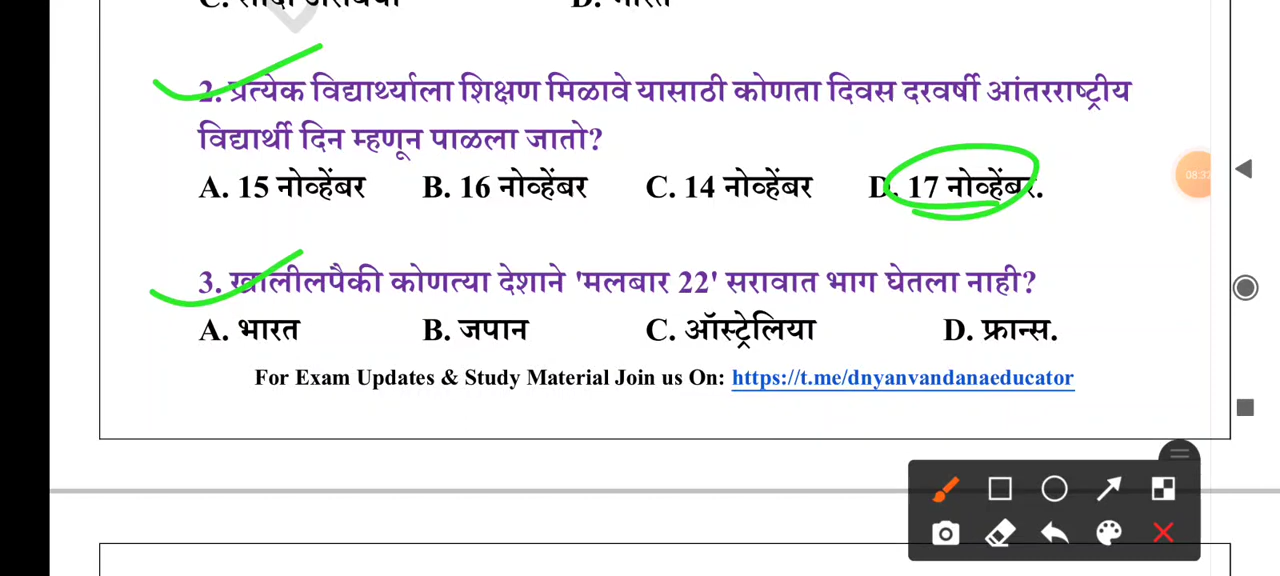 2. प्रत्येक विद्यार्थ्याला शिक्षण मिळावे यासाठी कोणता दिवस दरवर्षी आंतरराष्ट्रीय
विद्यार्थी दिन म्हणून पाळला जातो?
A. 15 नोव्हेंबर B. 16 नोव्हेंबर C. 14 नोव्हेंबर D. 17 नोव्हेंबर.
08:32
3. खालीलपैकी कोणत्या देशाने 'मलबार 22' सरावात भाग घेतला नाही?
A. भारत B. जपान C. ऑस्ट्रेलिया D. फ्रान्स.
For Exam Updates & Study Material Join us On: https://t.me/dnyanvandanaeducator